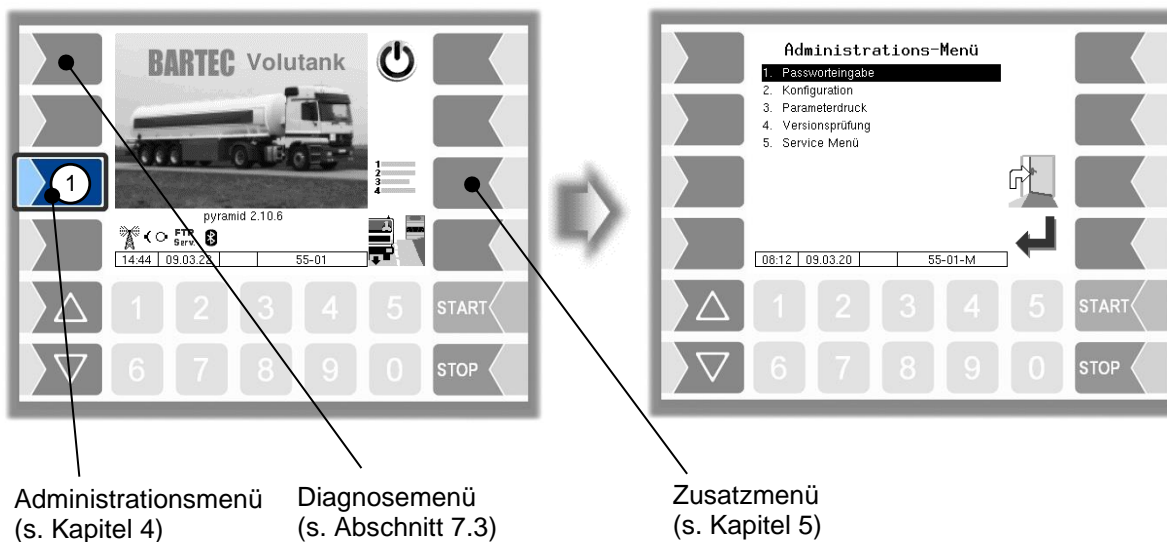 BARTEC Volutank
1
1
2
3
4
pyramid 2.10.6
FTP
Serv.
14:44 09.03.22 55-01
1 2 3 4 5 START
6 7 8 9 0 STOP
Administrations-Menü
1. Passworteingabe
2. Konfiguration
3. Parameterdruck
4. Versionsprüfung
5. Service Menü
08:12 09.03.20 55-01-M
1 2 3 4 5 START
6 7 8 9 0 STOP
Administrationsmenü
(s. Kapitel 4)
Diagnosemenü
(s. Abschnitt 7.3)
Zusatzmenü
(s. Kapitel 5)